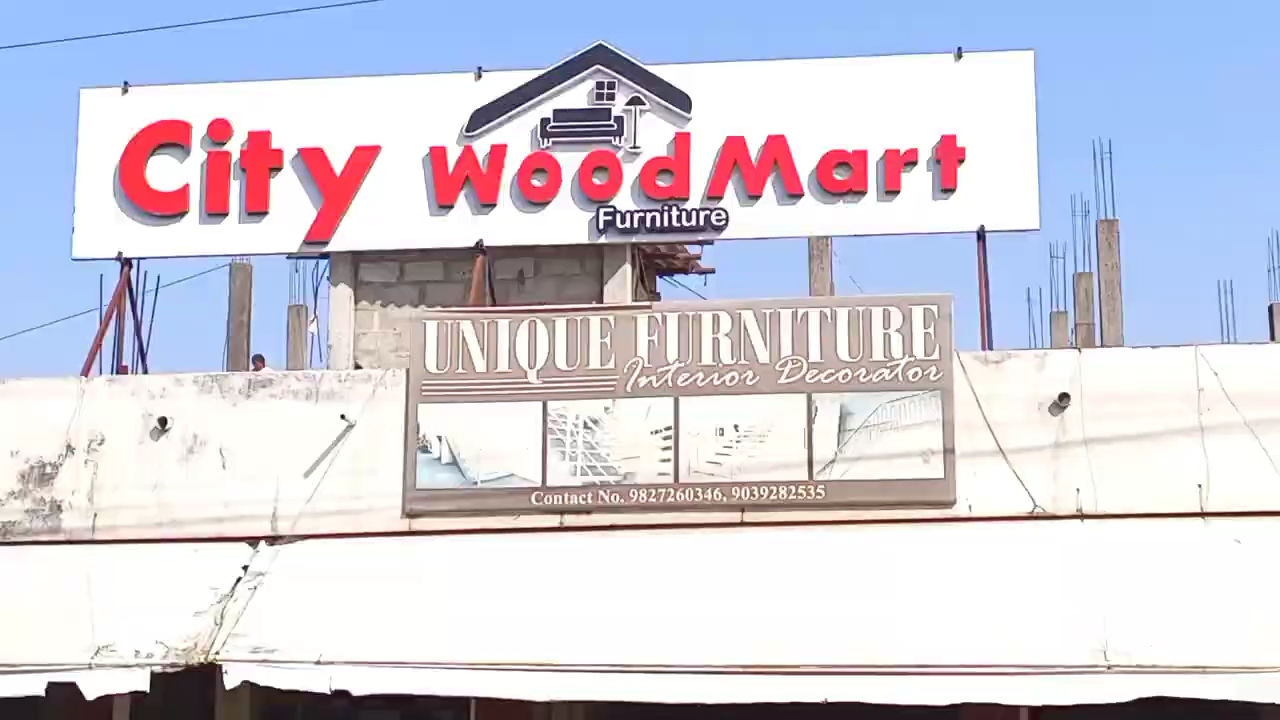 City WoodMart
Furniture
UNIQUE FURNITURE
Interior Decorator
Contact No. 9827260346, 9039282535